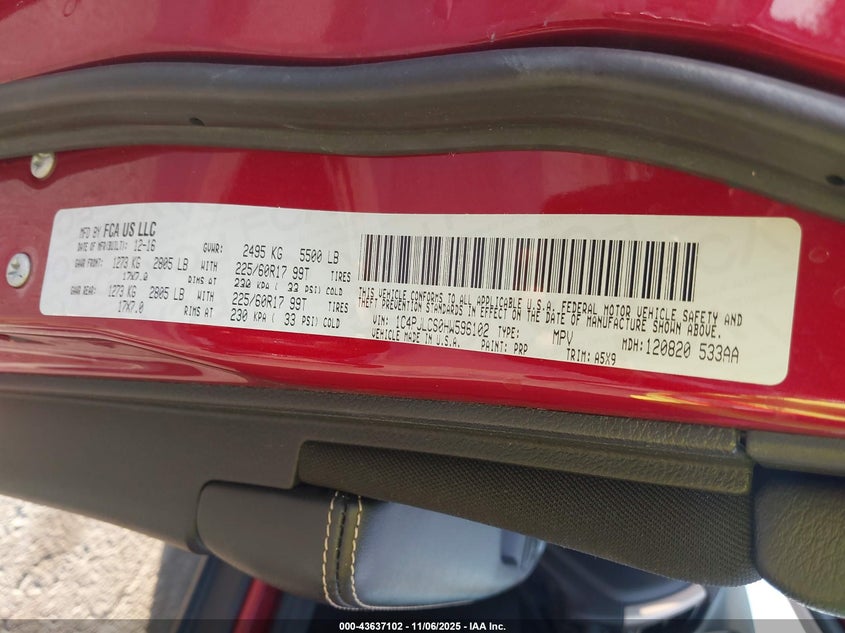 MFD BY FCA US LLC
DATE OF MFR(BUILT): 12-16 GVWR: 2495 KG 5500 LB
GAWR FRONT: 1273 KG 2805 LB WITH 225/60R17 99T TIRES
17X7.0 RIMS AT 230 KPA ( 33 PSI) COLD
GAWR REAR: 1273 KG 2805 LB WITH 225/60R17 99T TIRES
17X7.0 RIMS AT 230 KPA ( 33 PSI) COLD
THIS VEHICLE CONFORMS TO ALL APPLICABLE U.S.A. FEDERAL MOTOR VEHICLE SAFETY AND
THEFT PREVENTION STANDARDS IN EFFECT ON THE DATE OF MANUFACTURE SHOWN ABOVE.
VIN: 1C4PJLCS0HW596102 TYPE: MPV MDH:120820 533AA
VEHICLE MADE IN U.S.A. PAINT: PRP TRIM: A5X9
000-43637102 - 11/06/2025 - IAA Inc.